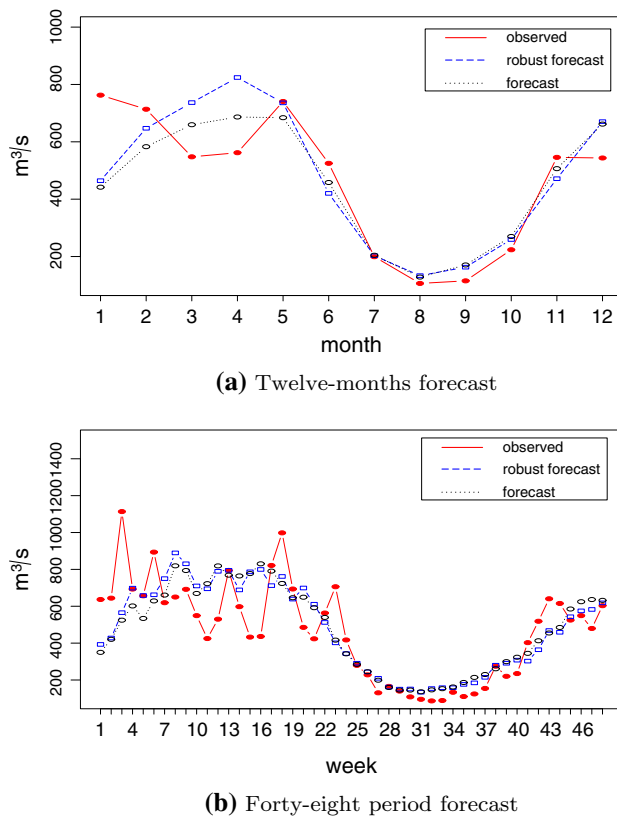 1000
800
600
400
200
m³/s
observed
robust forecast
forecast
1 2 3 4 5 6 7 8 9 10 11 12
month
(a) Twelve-months forecast
1400
1200
1000
800
600
400
200
m³/s
observed
robust forecast
forecast
1 4 7 10 13 16 19 22 25 28 31 34 37 40 43 46
week
(b) Forty-eight period forecast